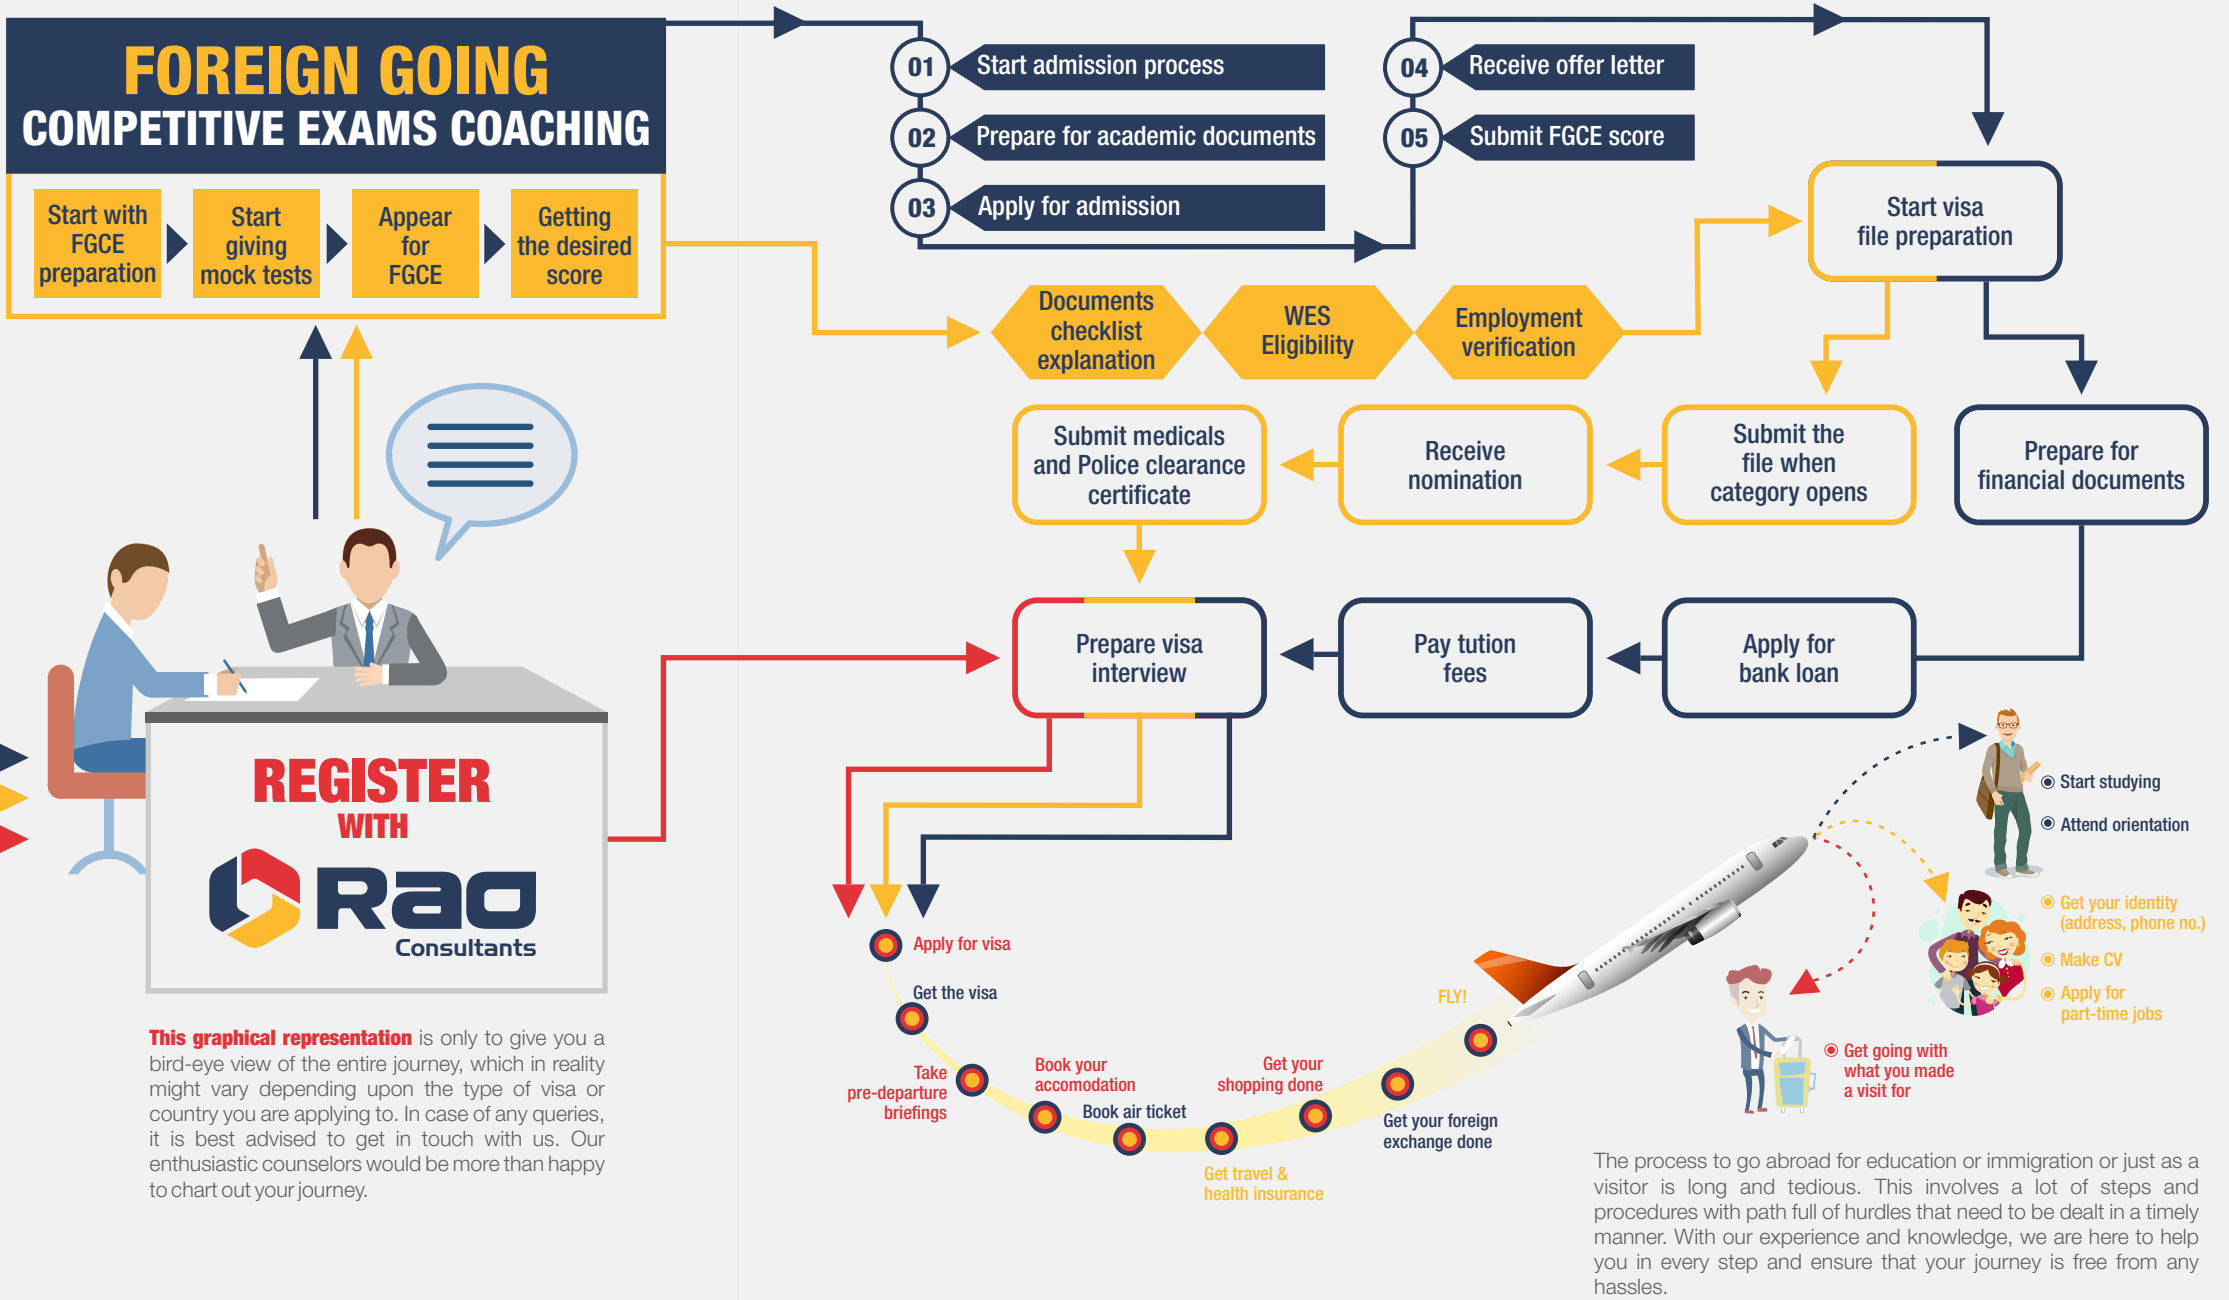 FOREIGN GOING
COMPETITIVE EXAMS COACHING
Start with
FGCE
preparation
Start
giving
mock tests
Appear
for
FGCE
Getting
the desired
score
01
Start admission process
02
Prepare for academic documents
03
Apply for admission
04
Receive offer letter
05
Submit FGCE score
Documents
checklist
explanation
WES
Eligibility
Employment
verification
Start visa
file preparation
Submit medicals
and Police clearance
certificate
Receive
nomination
Submit the
file when
category opens
Prepare for
financial documents
Prepare visa
interview
Pay tution
fees
Apply for
bank loan
REGISTER
WITH
Rao
Consultants
This graphical representation is only to give you a
bird-eye view of the entire journey, which in reality
might vary depending upon the type of visa or
country you are applying to. In case of any queries,
it is best advised to get in touch with us. Our
enthusiastic counselors would be more than happy
to chart out your journey.
Apply for visa
Get the visa
Take
pre-departure
briefings
Book your
accomodation
Book air ticket
Get travel &
health insurance
Get your
shopping done
Get your foreign
exchange done
FLY!
Start studying
Attend orientation
Get your identity
(address, phone no.)
Make CV
Apply for
part-time jobs
Get going with
what you made
a visit for
The process to go abroad for education or immigration or just as a
visitor is long and tedious. This involves a lot of steps and
procedures with path full of hurdles that need to be dealt in a timely
manner. With our experience and knowledge, we are here to help
you in every step and ensure that your journey is free from any
hassles.